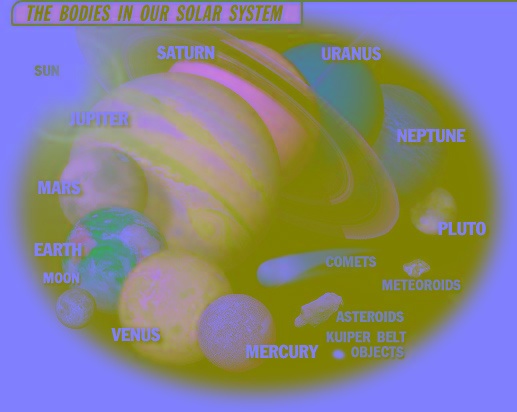 THE BODIES IN OUR SOLAR SYSTEM
SATURN
URANUS
SUN
JUPITER
NEPTUNE
MARS
PLUTO
EARTH
COMETS
MOON
METEOROIDS
ASTEROIDS
VENUS
KUIPER BELT
OBJECTS
MERCURY